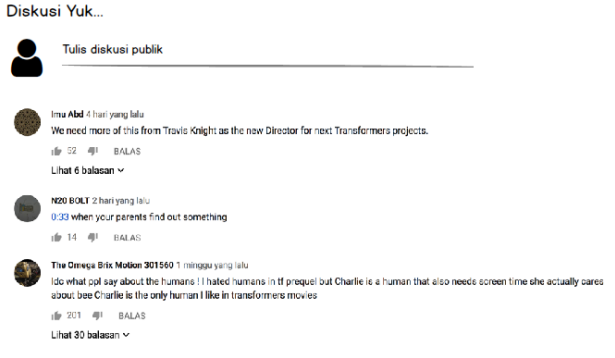 Diskusi Yuk...
Tulis diskusi publik
Imu Abd 4 hari yang lalu
We need more of this from Travis Knight as the new Director for next Transformers projects.
52 BALAS
Lihat 6 balasan
N20 BOLT 2 hari yang lalu
0:33 when your parents find out something
14 BALAS
The Omega Brix Motion 301560 1 minggu yang lalu
Idc what ppl say about the humans ! I hated humans in tf prequel but Charlie is a human that also needs screen time she actually cares
about bee Charlie is the only human I like in transformers movies
201 BALAS
Lihat 30 balasan